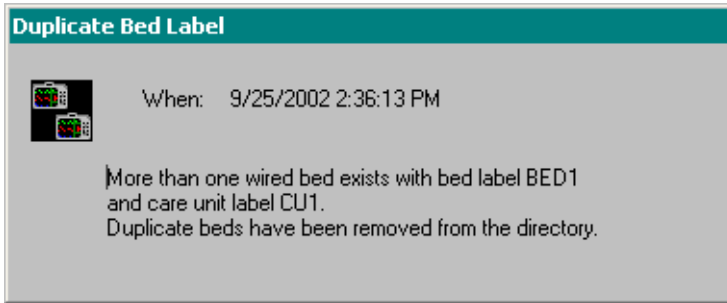 Duplicate Bed Label
When: 9/25/2002 2:36:13 PM
More than one wired bed exists with bed label BED1
and care unit label CU1.
Duplicate beds have been removed from the directory.